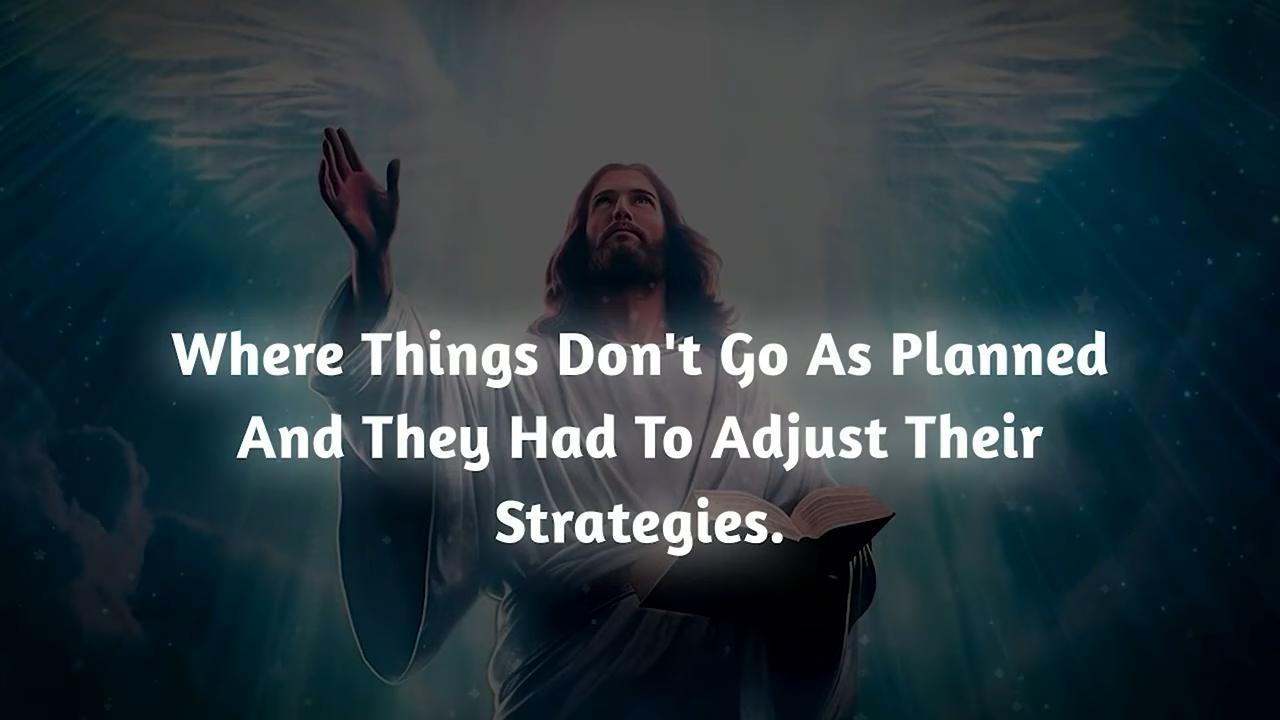 Where Things Don't Go As Planned
And They Had To Adjust Their
Strategies.